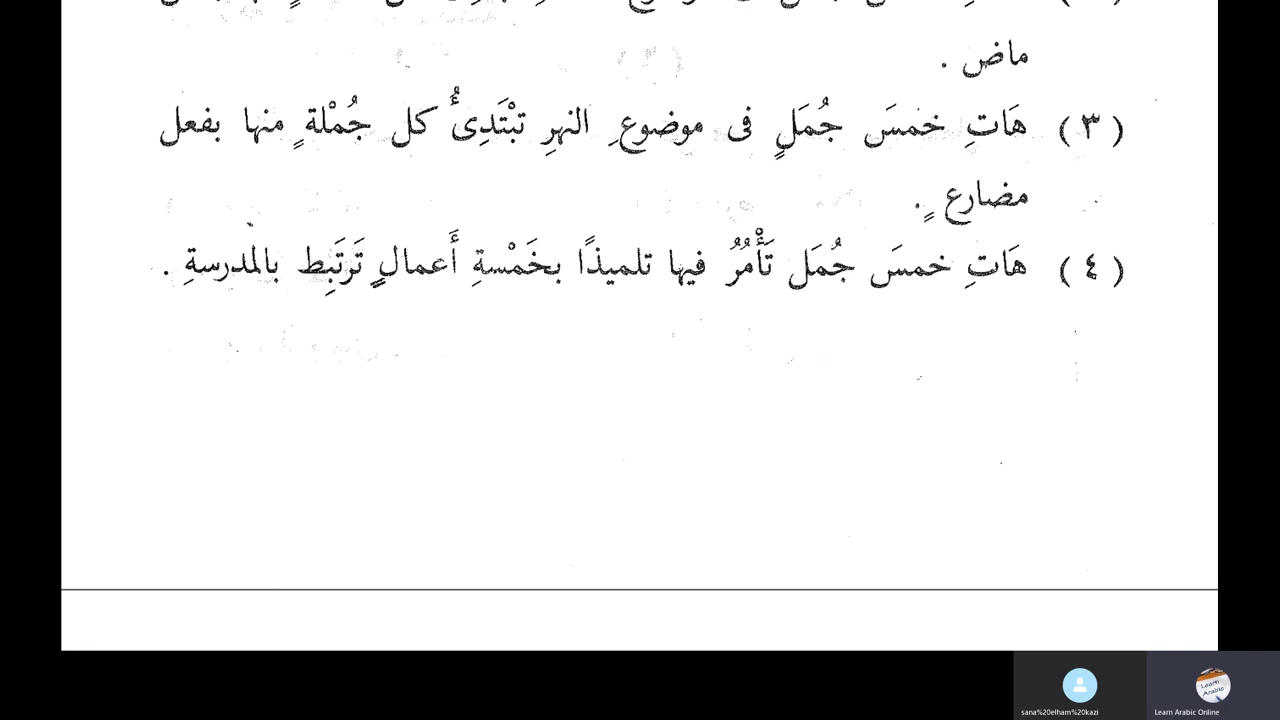 ماض .
( ٣ ) هَاتِ خمسَ جُمَلٍ فى موضوعِ النهرِ تبْتَدِىُٔ كل جُمْلةٍ منها بفعل
مضارعٍ .
( ٤ ) هَاتِ خمسَ جُمَل تَأْمُرُ فيها تلميذًا بخَمْسةِ أَعمالٍ تَرتَبِط بالمدرسةِ .
sana%20elham%20kazi
Learn Arabic Online